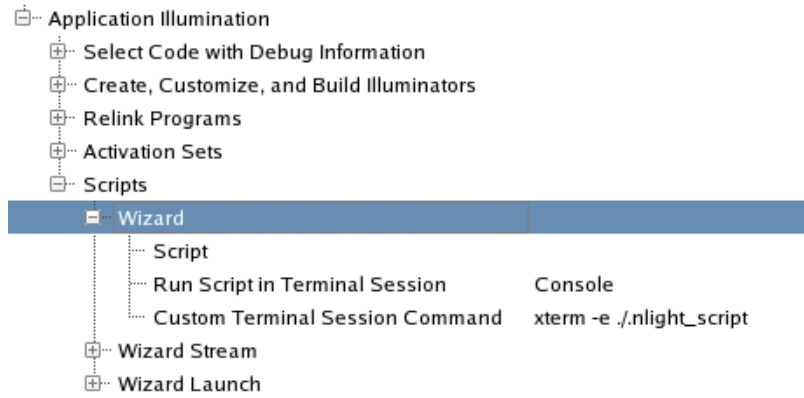 Application Illumination
Select Code with Debug Information
Create, Customize, and Build Illuminators
Relink Programs
Activation Sets
Scripts
Wizard
Script
Run Script in Terminal Session Console
Custom Terminal Session Command xterm -e ./.nlight_script
Wizard Stream
Wizard Launch